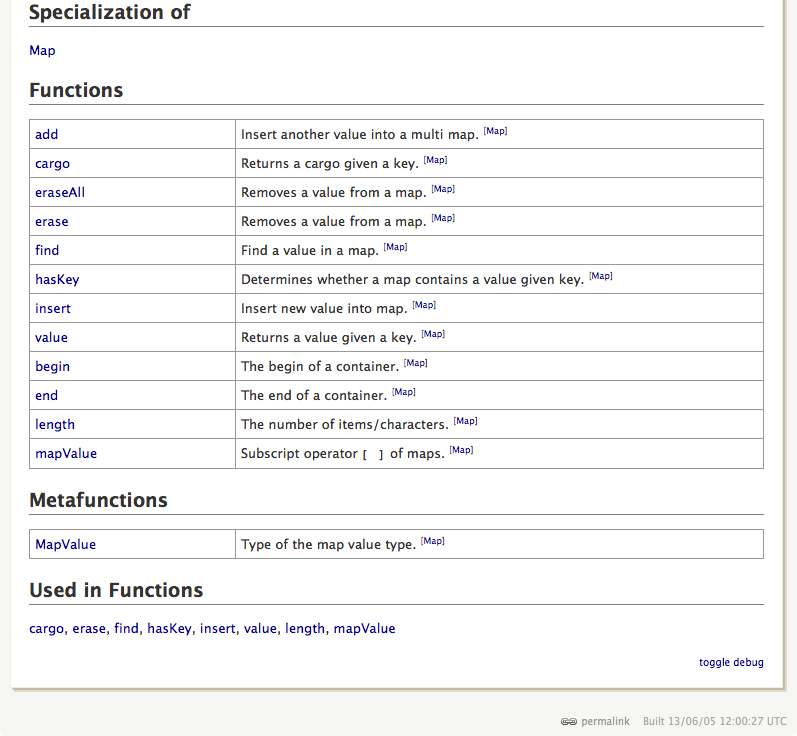 Specialization of
Map
Functions
add Insert another value into a multi map. [Map]
cargo Returns a cargo given a key. [Map]
eraseAll Removes a value from a map. [Map]
erase Removes a value from a map. [Map]
find Find a value in a map. [Map]
hasKey Determines whether a map contains a value given key. [Map]
insert Insert new value into map. [Map]
value Returns a value given a key. [Map]
begin The begin of a container. [Map]
end The end of a container. [Map]
length The number of items/characters. [Map]
mapValue Subscript operator [ ] of maps. [Map]
Metafunctions
MapValue Type of the map value type. [Map]
Used in Functions
cargo, erase, find, hasKey, insert, value, length, mapValue
toggle debug
permalink Built 13/06/05 12:00:27 UTC